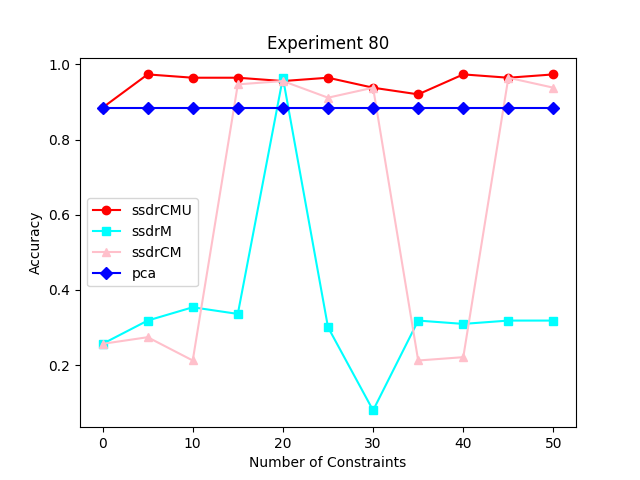 Experiment 80
1.0
0.8
0.6
0.4
0.2
Accuracy
ssdrCMU
ssdrM
ssdrCM
pca
0 10 20 30 40 50
Number of Constraints